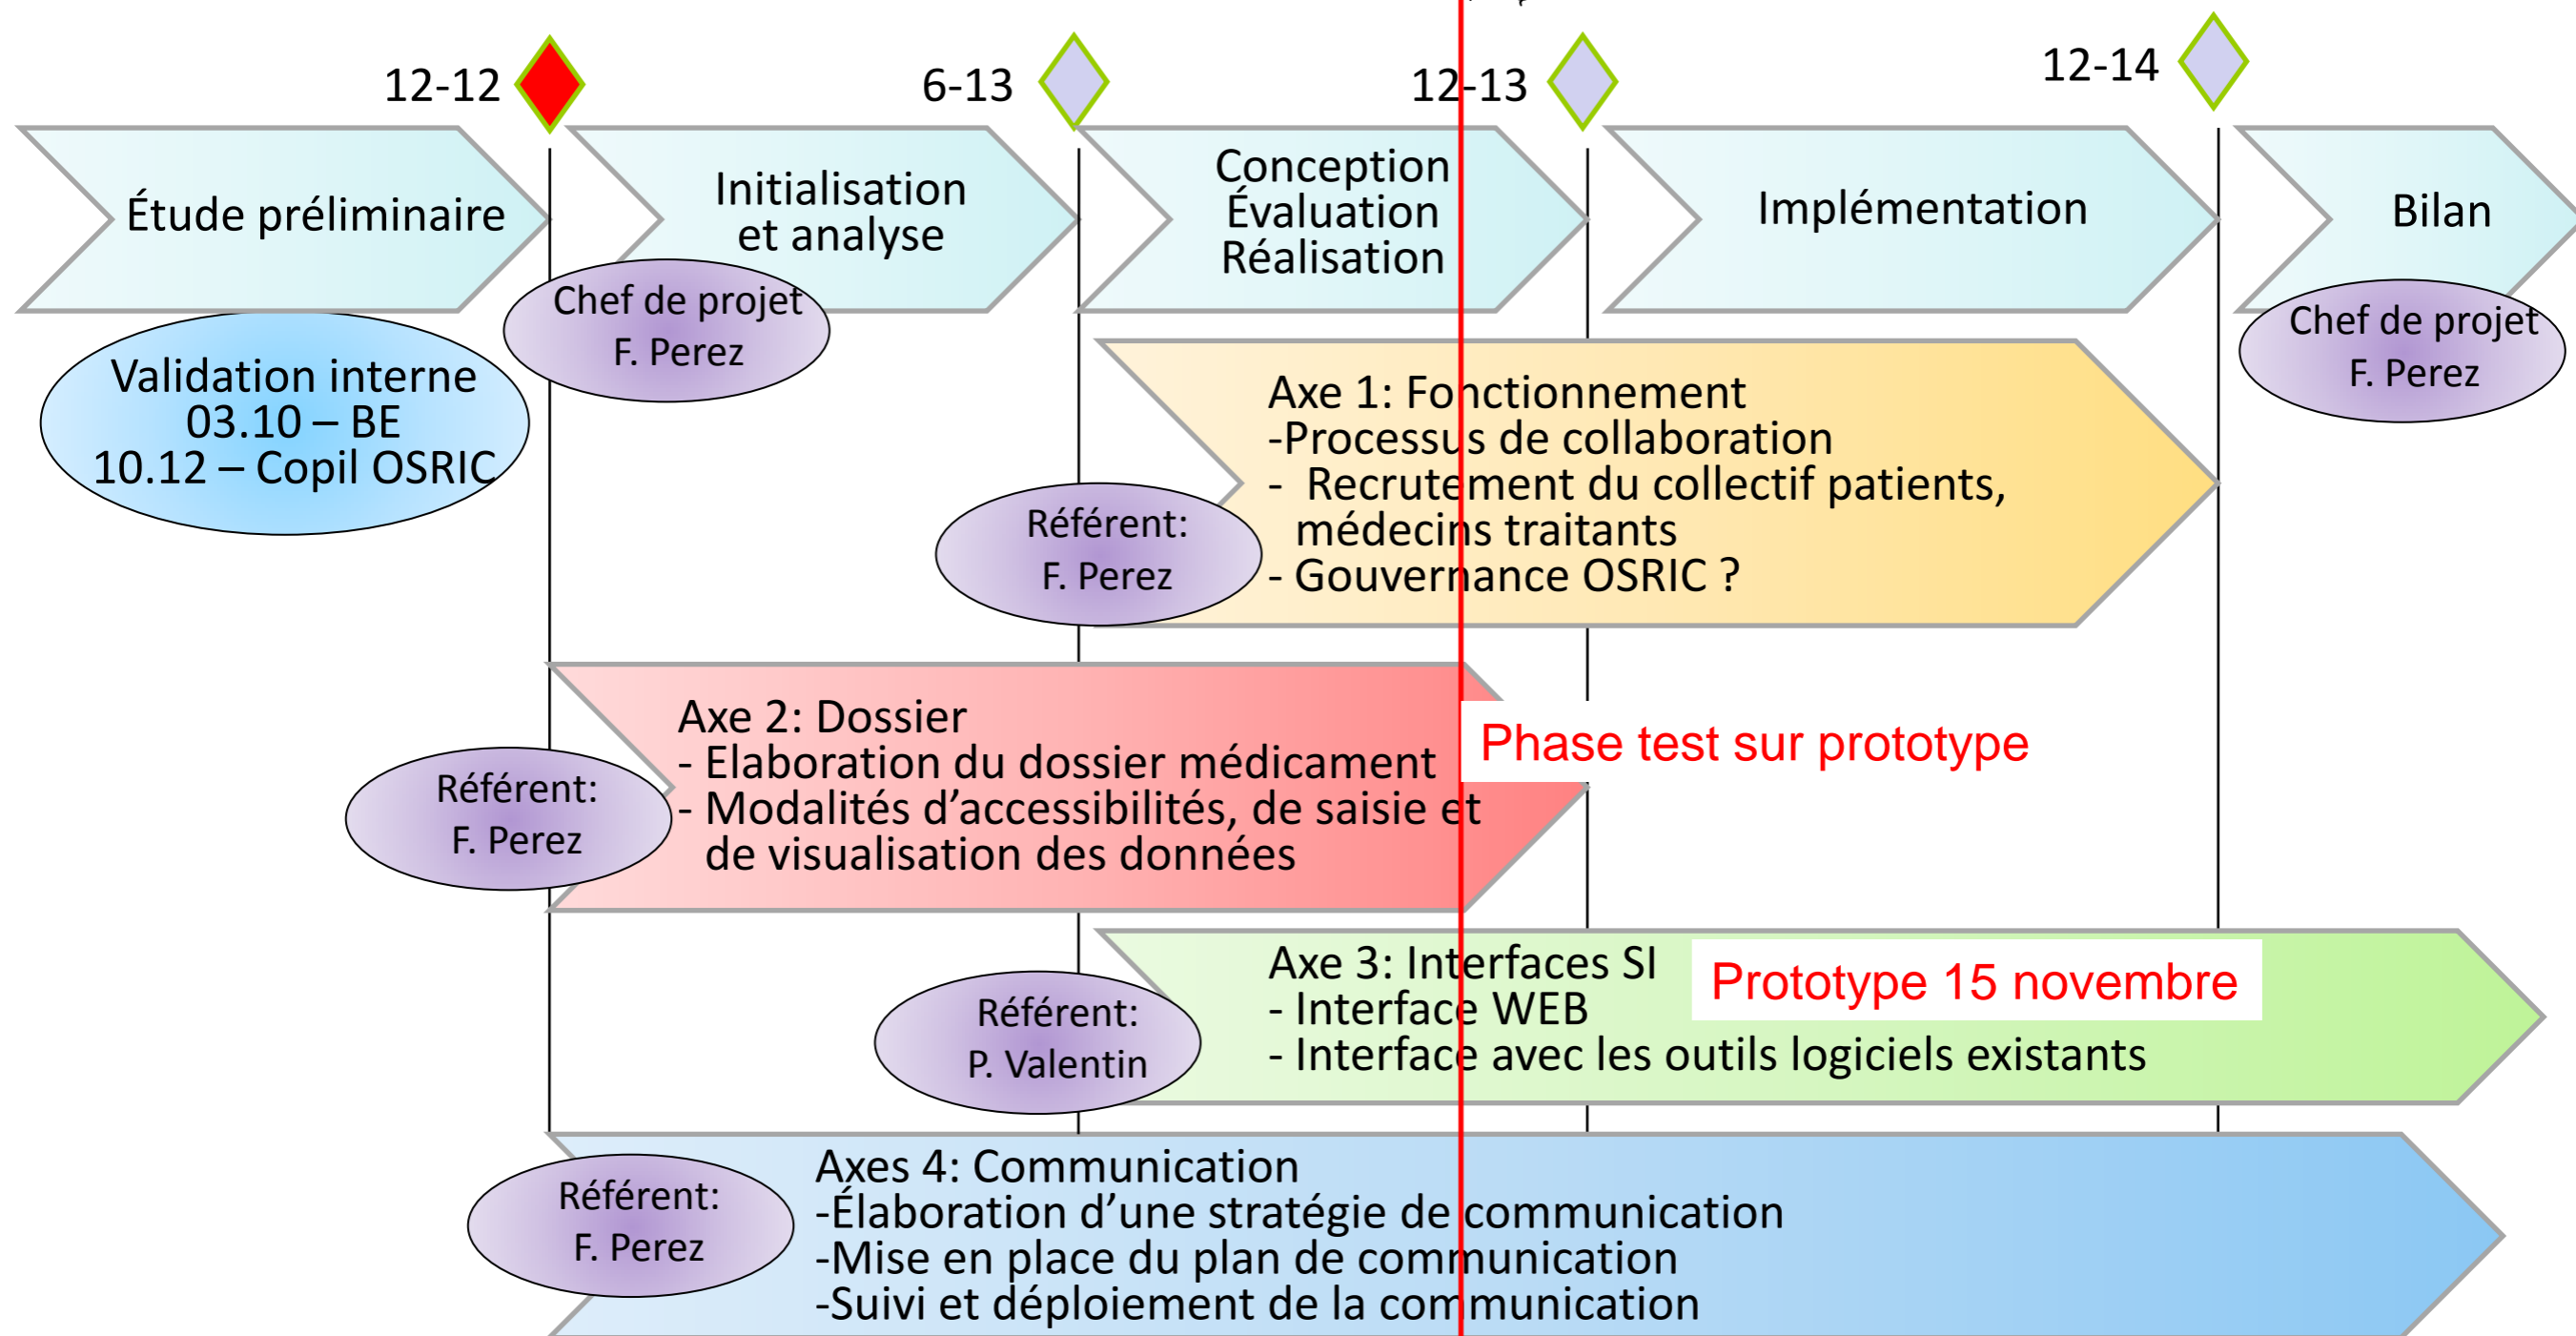 12-12
6-13
12-13
12-14
Étude préliminaire
Initialisation
et analyse
Conception
Évaluation
Réalisation
Implémentation
Bilan
Chef de projet
F. Perez
Chef de projet
F. Perez
Validation interne
03.10 – BE
10.12 – Copil OSRIC
Axe 1: Fonctionnement
-Processus de collaboration
- Recrutement du collectif patients,
médecins traitants
- Gouvernance OSRIC ?
Référent:
F. Perez
Axe 2: Dossier
- Elaboration du dossier médicament
- Modalités d’accessibilités, de saisie et
de visualisation des données
Phase test sur prototype
Référent:
F. Perez
Axe 3: Interfaces SI
- Interface WEB
- Interface avec les outils logiciels existants
Prototype 15 novembre
Référent:
P. Valentin
Axes 4: Communication
-Élaboration d’une stratégie de communication
-Mise en place du plan de communication
-Suivi et déploiement de la communication
Référent:
F. Perez